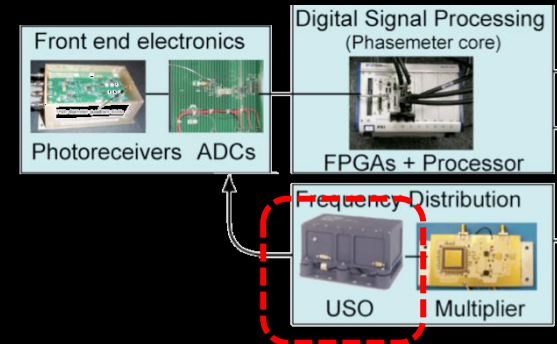 Front end electronics
Photoreceivers ADCs
Digital Signal Processing
(Phasemeter core)
FPGAs + Processor
Frequency Distribution
USO
Multiplier